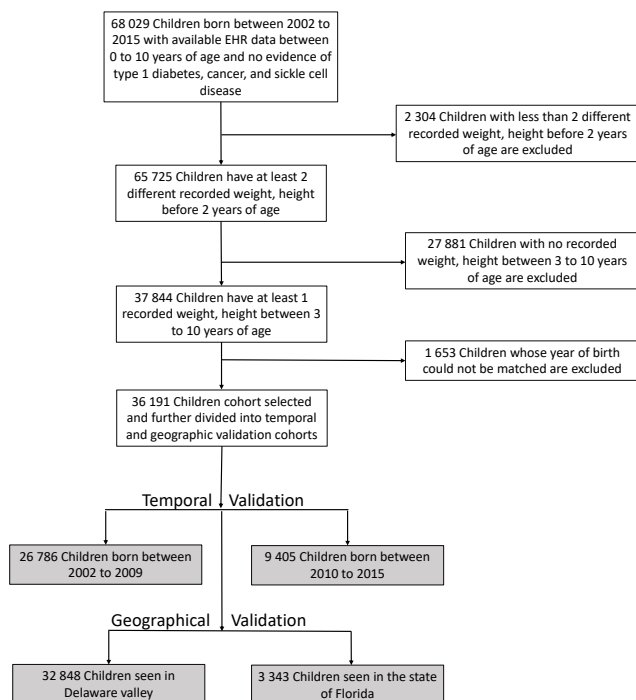 68 029 Children born between 2002 to
2015 with available EHR data between
0 to 10 years of age and no evidence of
type 1 diabetes, cancer, and sickle cell
disease
2 304 Children with less than 2 different
recorded weight, height before 2 years
of age are excluded
65 725 Children have at least 2
different recorded weight, height
before 2 years of age
27 881 Children with no recorded
weight, height between 3 to 10 years
of age are excluded
37 844 Children have at least 1
recorded weight, height between 3
to 10 years of age
1 653 Children whose year of birth
could not be matched are excluded
36 191 Children cohort selected
and further divided into temporal
and geographic validation cohorts
Temporal Validation
26 786 Children born between
2002 to 2009
9 405 Children born between
2010 to 2015
Geographical Validation
32 848 Children seen in
Delaware valley
3 343 Children seen in the state
of Florida